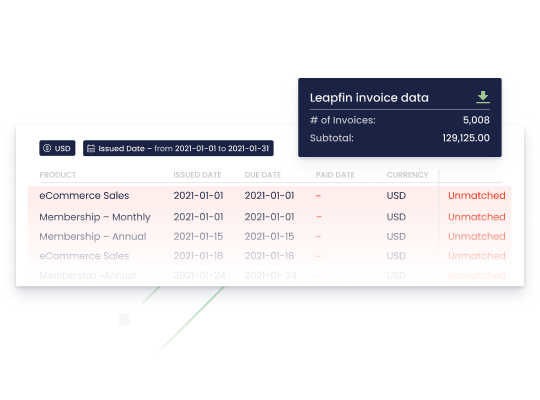 Leapfin invoice data
# of Invoices: 5,008
Subtotal: 129,125.00
USD
Issued Date – from 2021-01-01 to 2021-01-31
PRODUCT ISSUED DATE DUE DATE PAID DATE CURRENCY
eCommerce Sales 2021-01-01 2021-01-01 – USD Unmatched
Membership – Monthly 2021-01-01 2021-01-01 – USD Unmatched
Membership – Annual 2021-01-15 2021-01-15 – USD Unmatched
eCommerce Sales 2021-01-18 2021-01-18 – USD Unmatched
Membership –Annual 2021-01-24 2021-01-24 – USD Unmatched